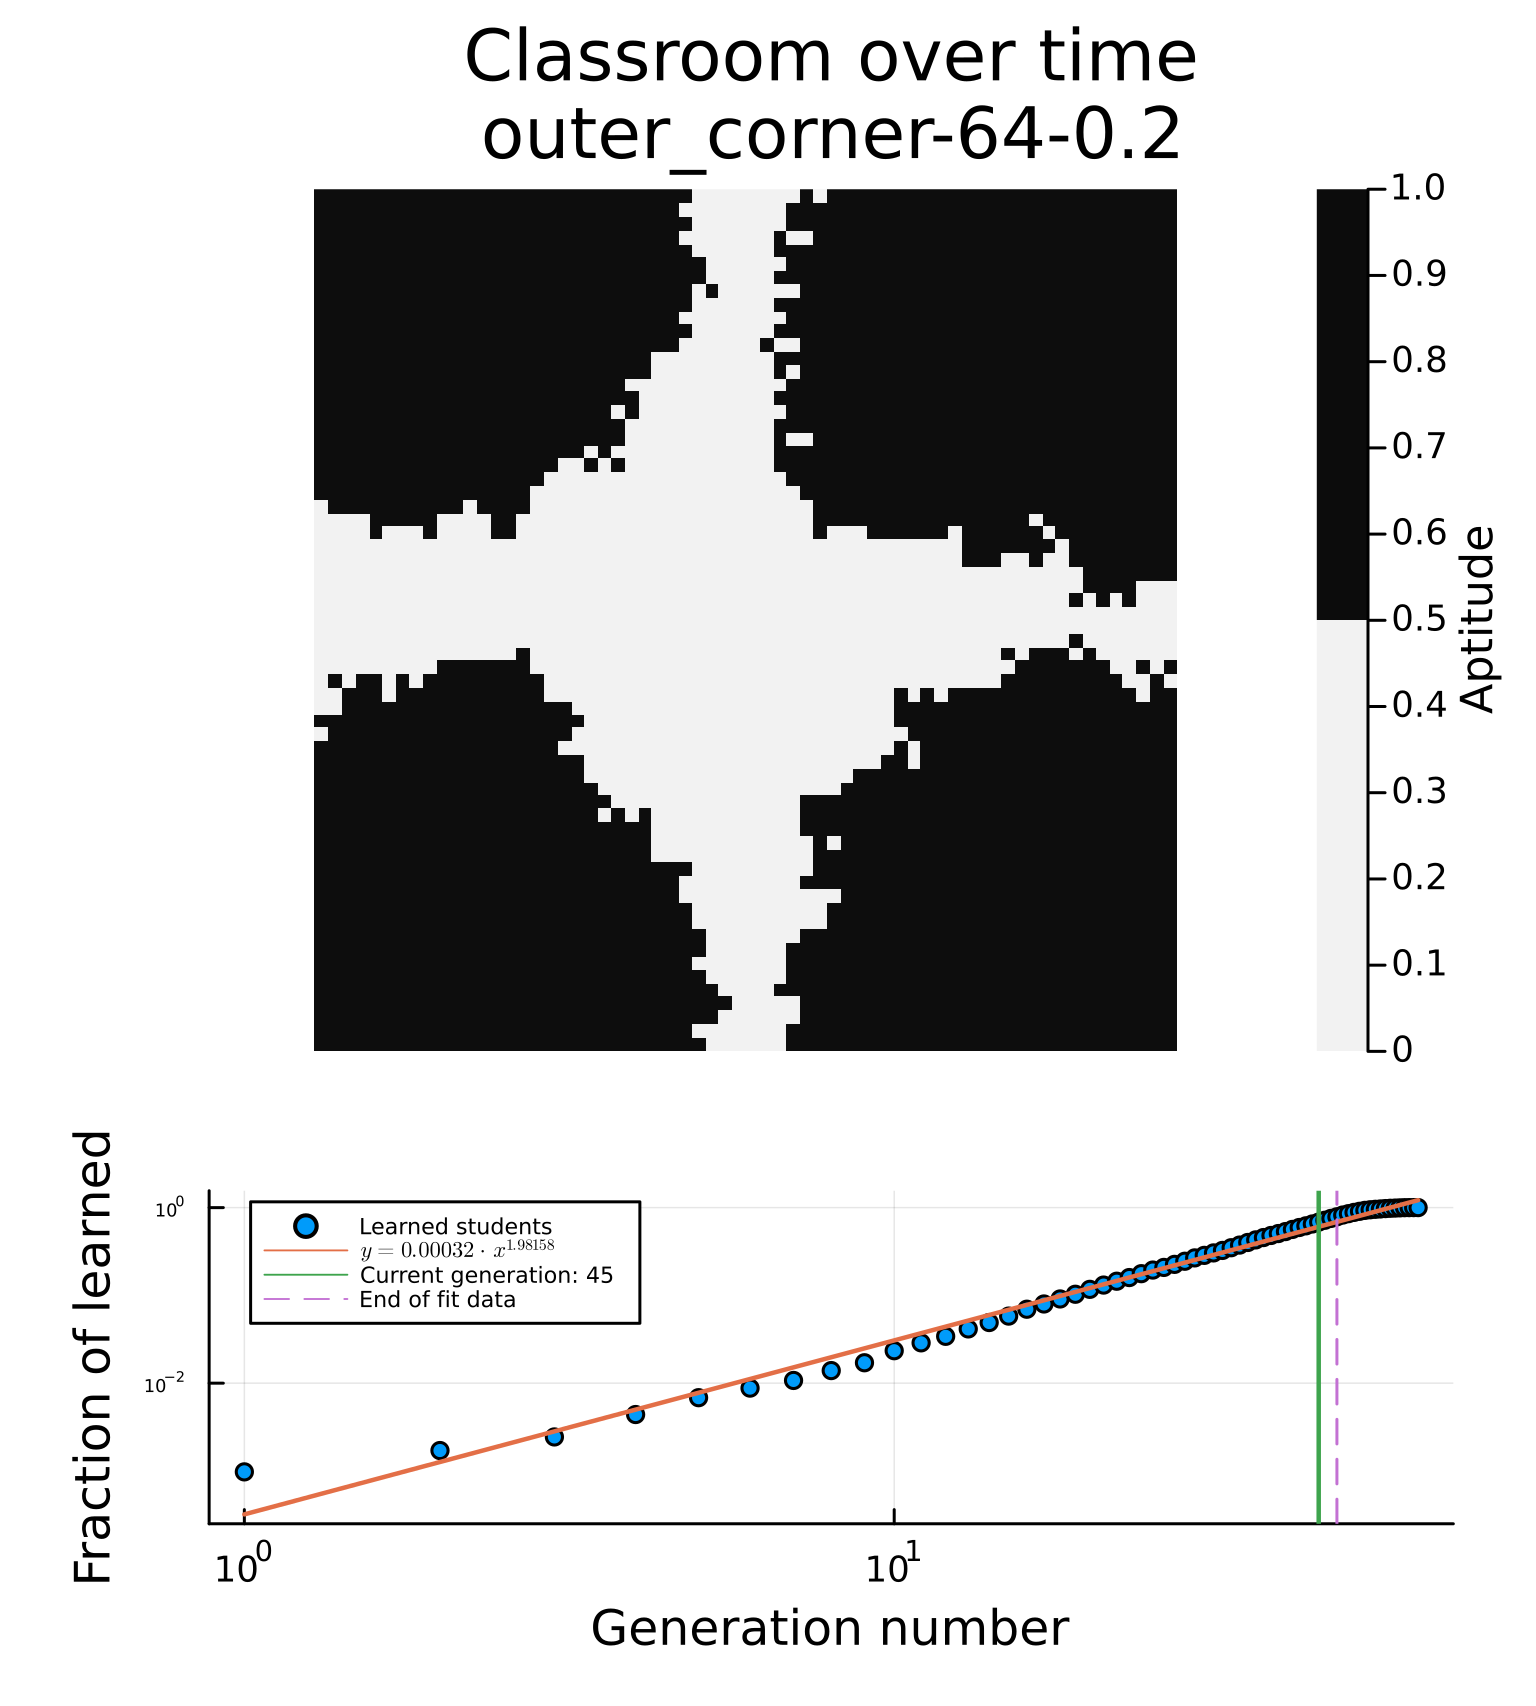 Classroom over time
outer_corner-64-0.2
1.0
0.9
0.8
0.7
0.6
0.5
0.4
0.3
0.2
0.1
0
Aptitude
Fraction of learned
10^0
10^-2
Learned students
y = 0.00032 · x^1.98158
Current generation: 45
End of fit data
10^0
10^1
Generation number